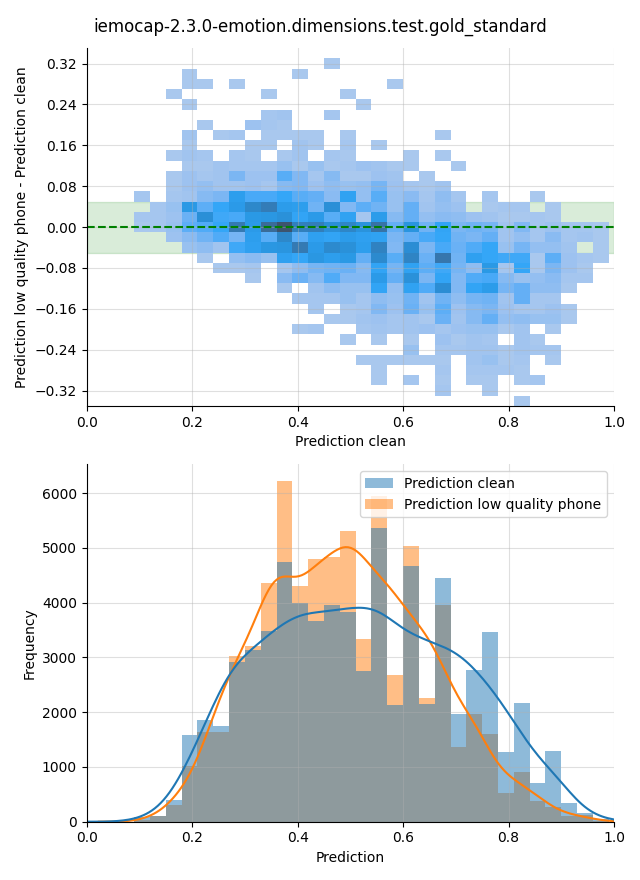 iemocap-2.3.0-emotion.dimensions.test.gold_standard
Prediction low quality phone - Prediction clean
0.32
0.24
0.16
0.08
0.00
−0.08
−0.16
−0.24
−0.32
0.0 0.2 0.4 0.6 0.8 1.0
Prediction clean
Prediction clean
Prediction low quality phone
Frequency
6000
5000
4000
3000
2000
1000
0
0.0 0.2 0.4 0.6 0.8 1.0
Prediction